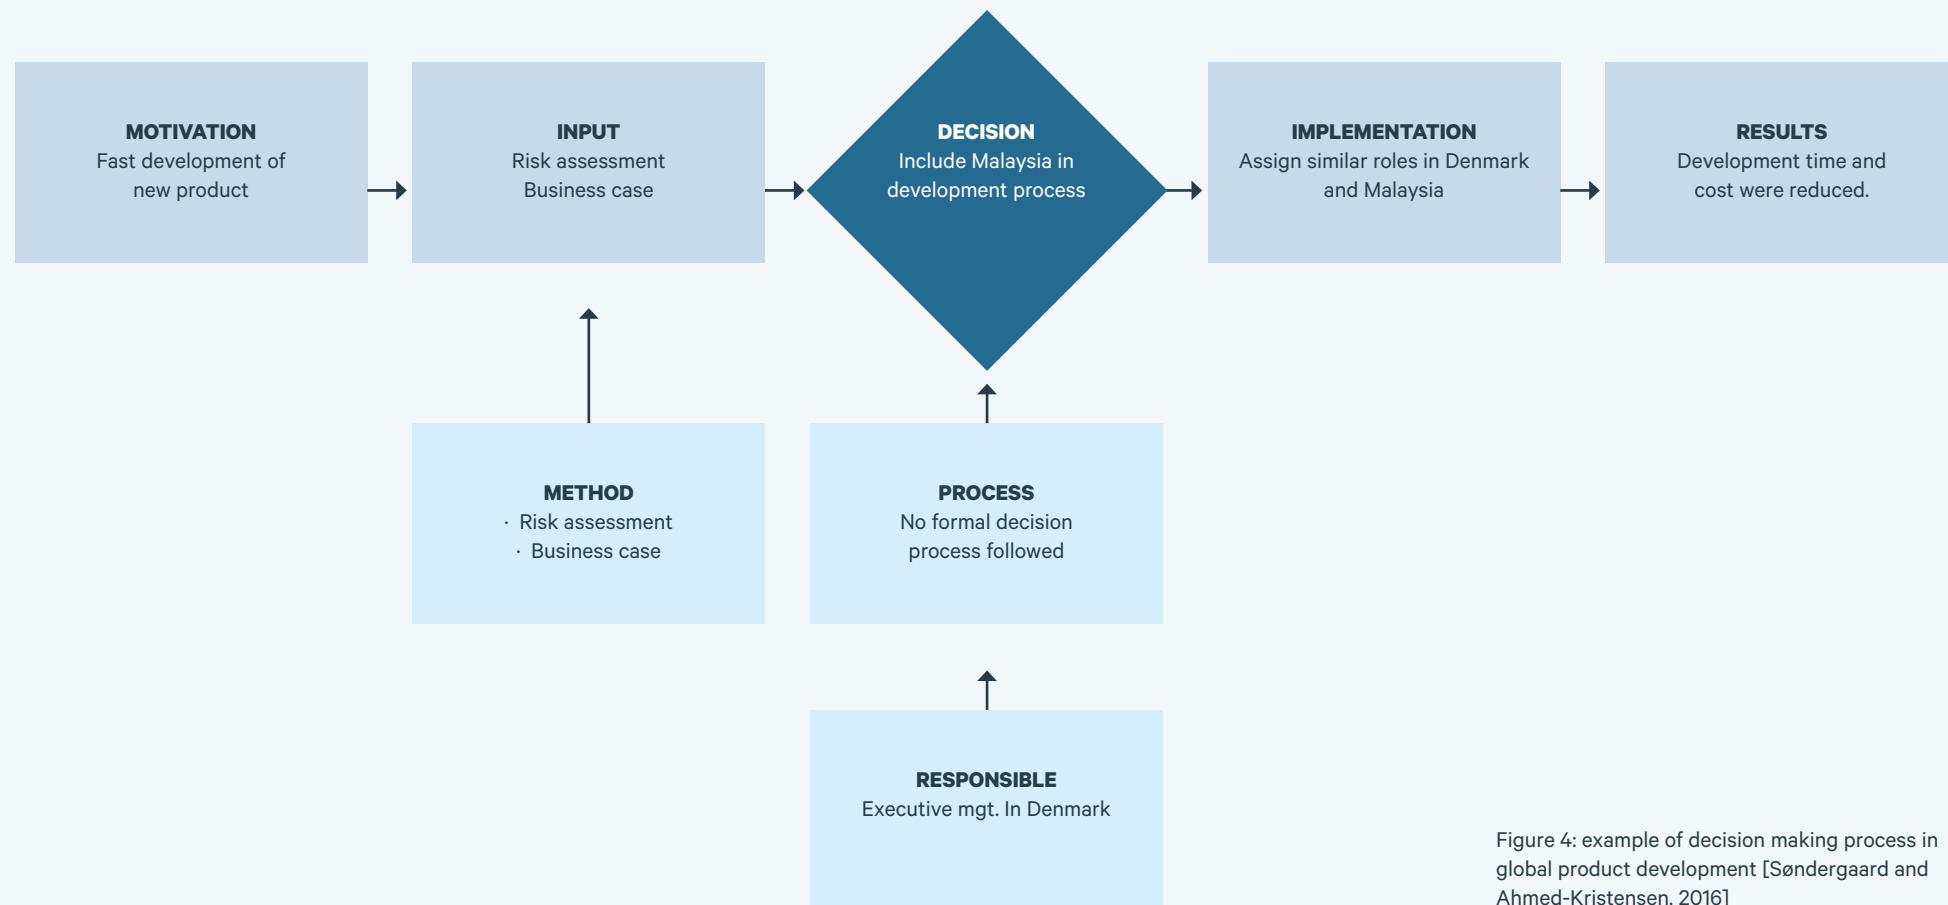 MOTIVATION
Fast development of
new product
INPUT
Risk assessment
Business case
DECISION
Include Malaysia in
development process
IMPLEMENTATION
Assign similar roles in Denmark
and Malaysia
RESULTS
Development time and
cost were reduced.
METHOD
· Risk assessment
· Business case
PROCESS
No formal decision
process followed
RESPONSIBLE
Executive mgt. In Denmark
Figure 4: example of decision making process in
global product development [Søndergaard and
Ahmed-Kristensen, 2016]